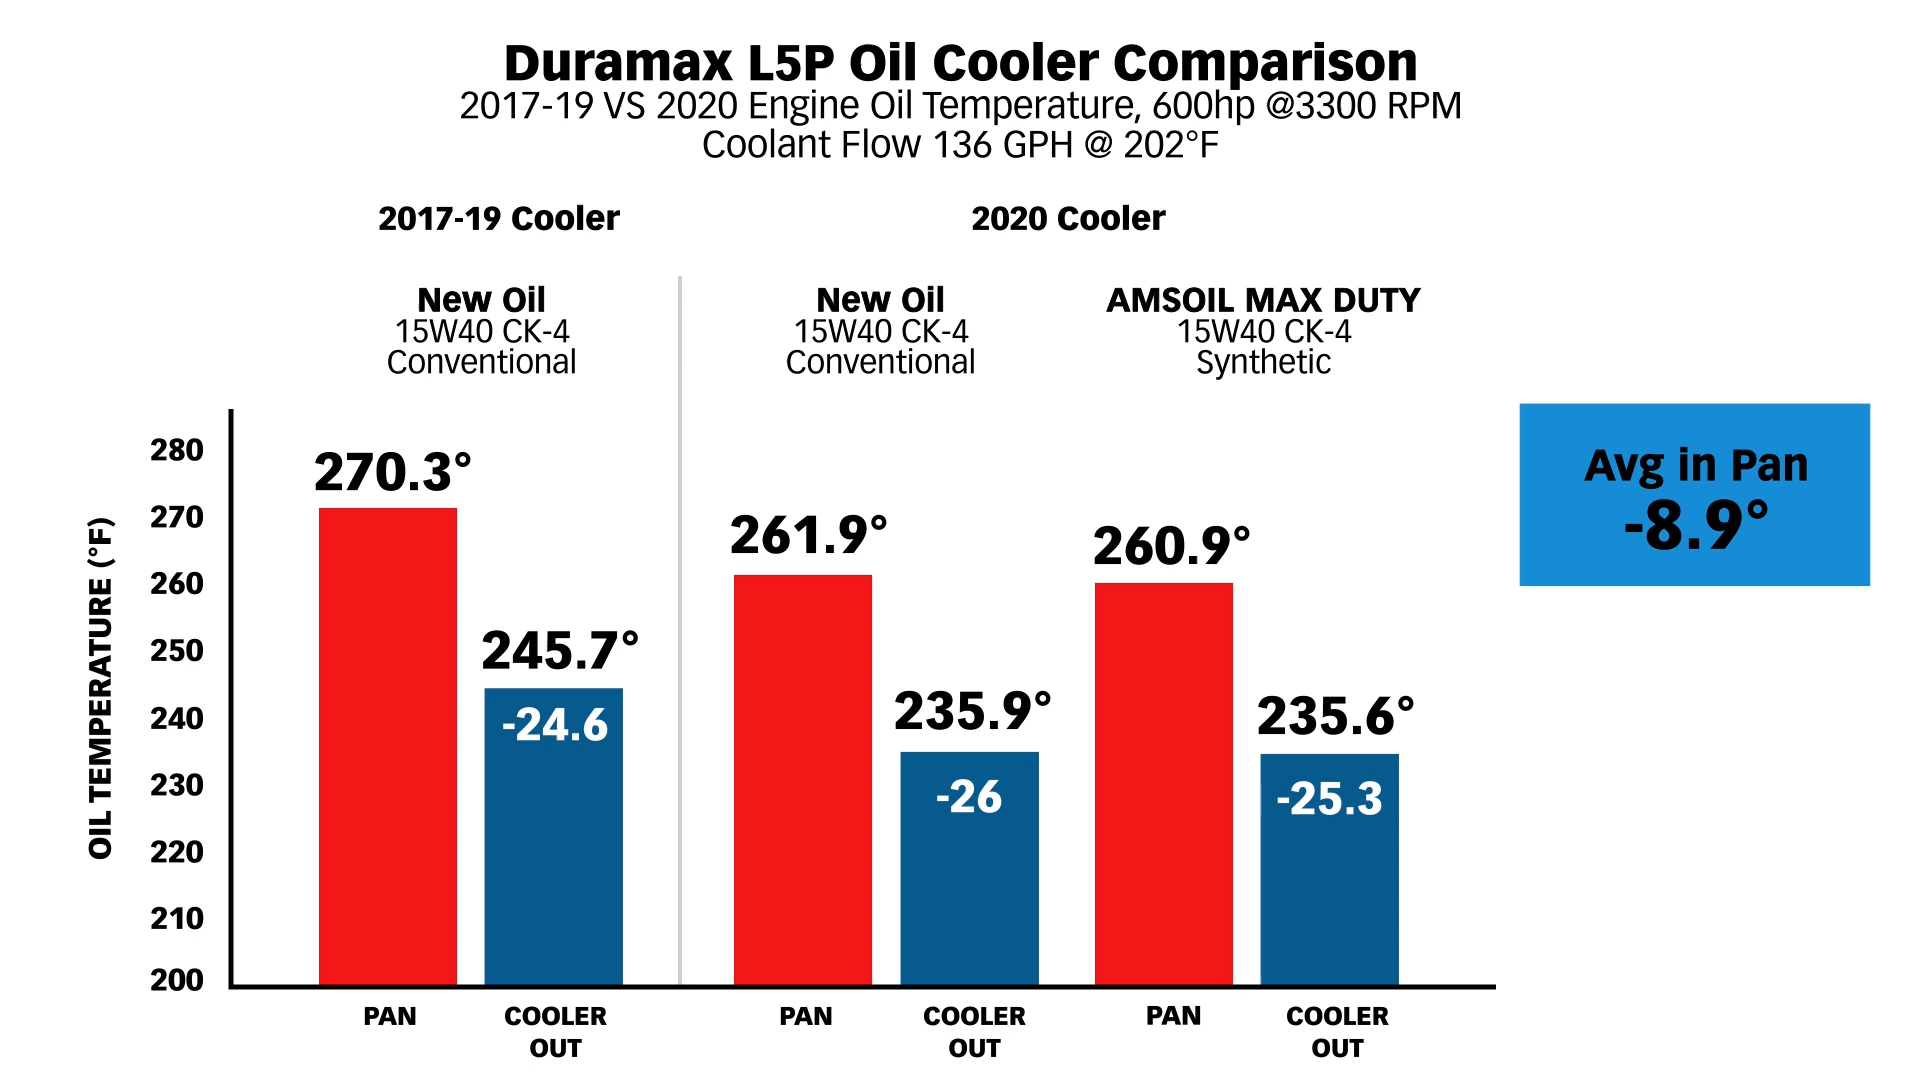 Duramax L5P Oil Cooler Comparison
2017-19 VS 2020 Engine Oil Temperature, 600hp @3300 RPM
Coolant Flow 136 GPH @ 202°F
2017-19 Cooler
2020 Cooler
New Oil
15W40 CK-4
Conventional
New Oil
15W40 CK-4
Conventional
AMSOIL MAX DUTY
15W40 CK-4
Synthetic
Avg in Pan
-8.9°
OIL TEMPERATURE (°F)
280
270
260
250
240
230
220
210
200
270.3°
245.7°
-24.6
261.9°
235.9°
-26
260.9°
235.6°
-25.3
PAN
COOLER
OUT
PAN
COOLER
OUT
PAN
COOLER
OUT